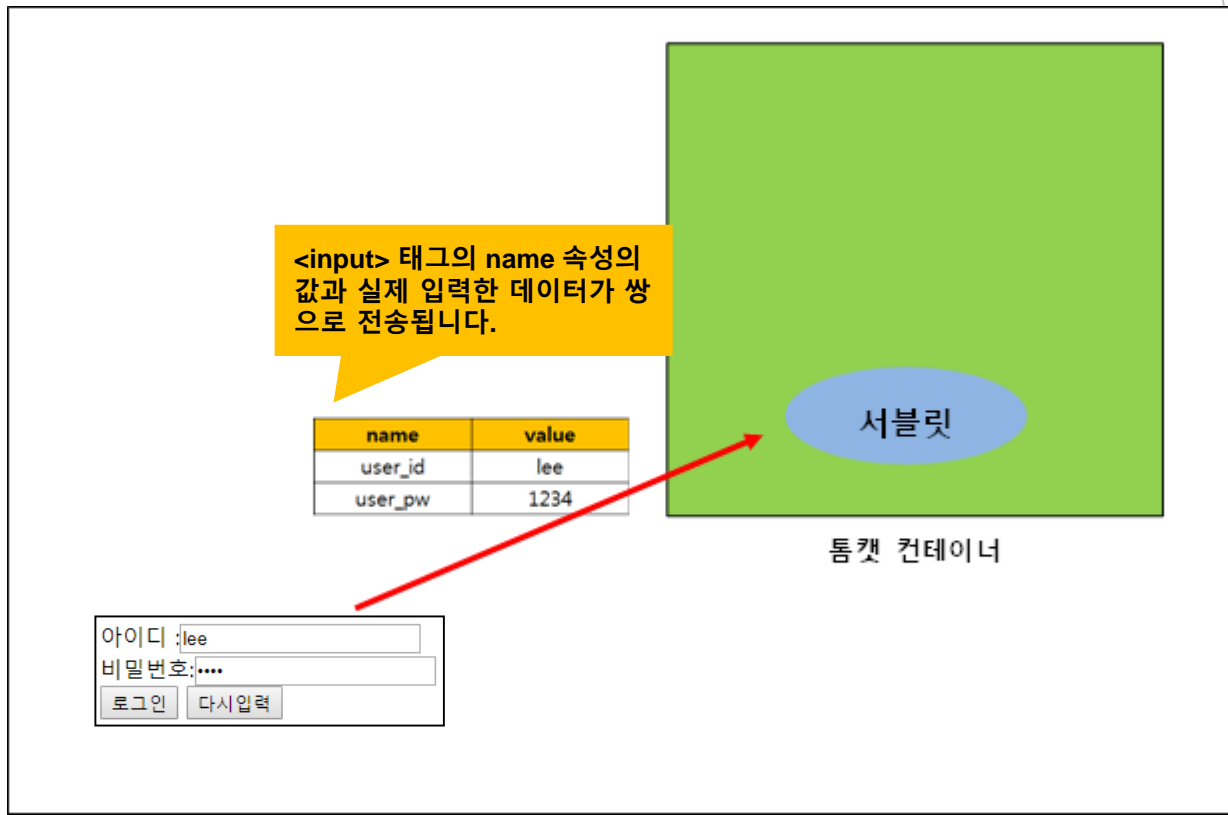 <input> 태그의 name 속성의
값과 실제 입력한 데이터가 쌍
으로 전송됩니다.
name value
user_id lee
user_pw 1234
서블릿
톰캣 컨테이너
아이디 :lee
비밀번호:••••
로그인 다시입력